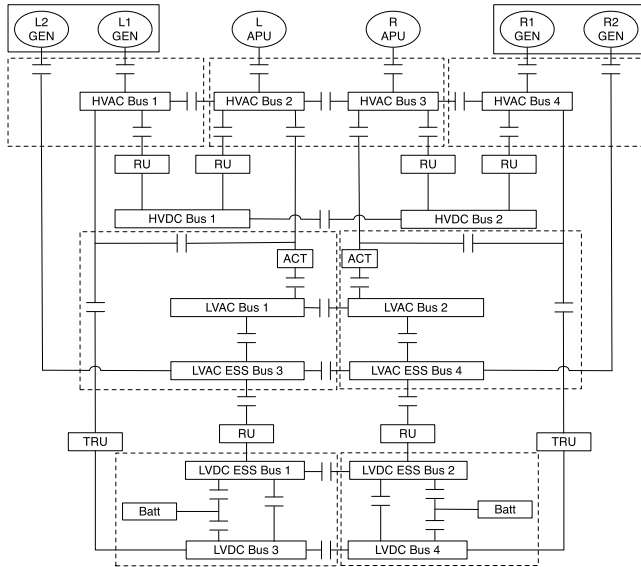 L2 GEN
L1 GEN
L APU
R APU
R1 GEN
R2 GEN
HVAC Bus 1
HVAC Bus 2
HVAC Bus 3
HVAC Bus 4
RU
RU
RU
RU
HVDC Bus 1
HVDC Bus 2
ACT
ACT
LVAC Bus 1
LVAC Bus 2
LVAC ESS Bus 3
LVAC ESS Bus 4
TRU
RU
RU
TRU
LVDC ESS Bus 1
LVDC ESS Bus 2
Batt
Batt
LVDC Bus 3
LVDC Bus 4